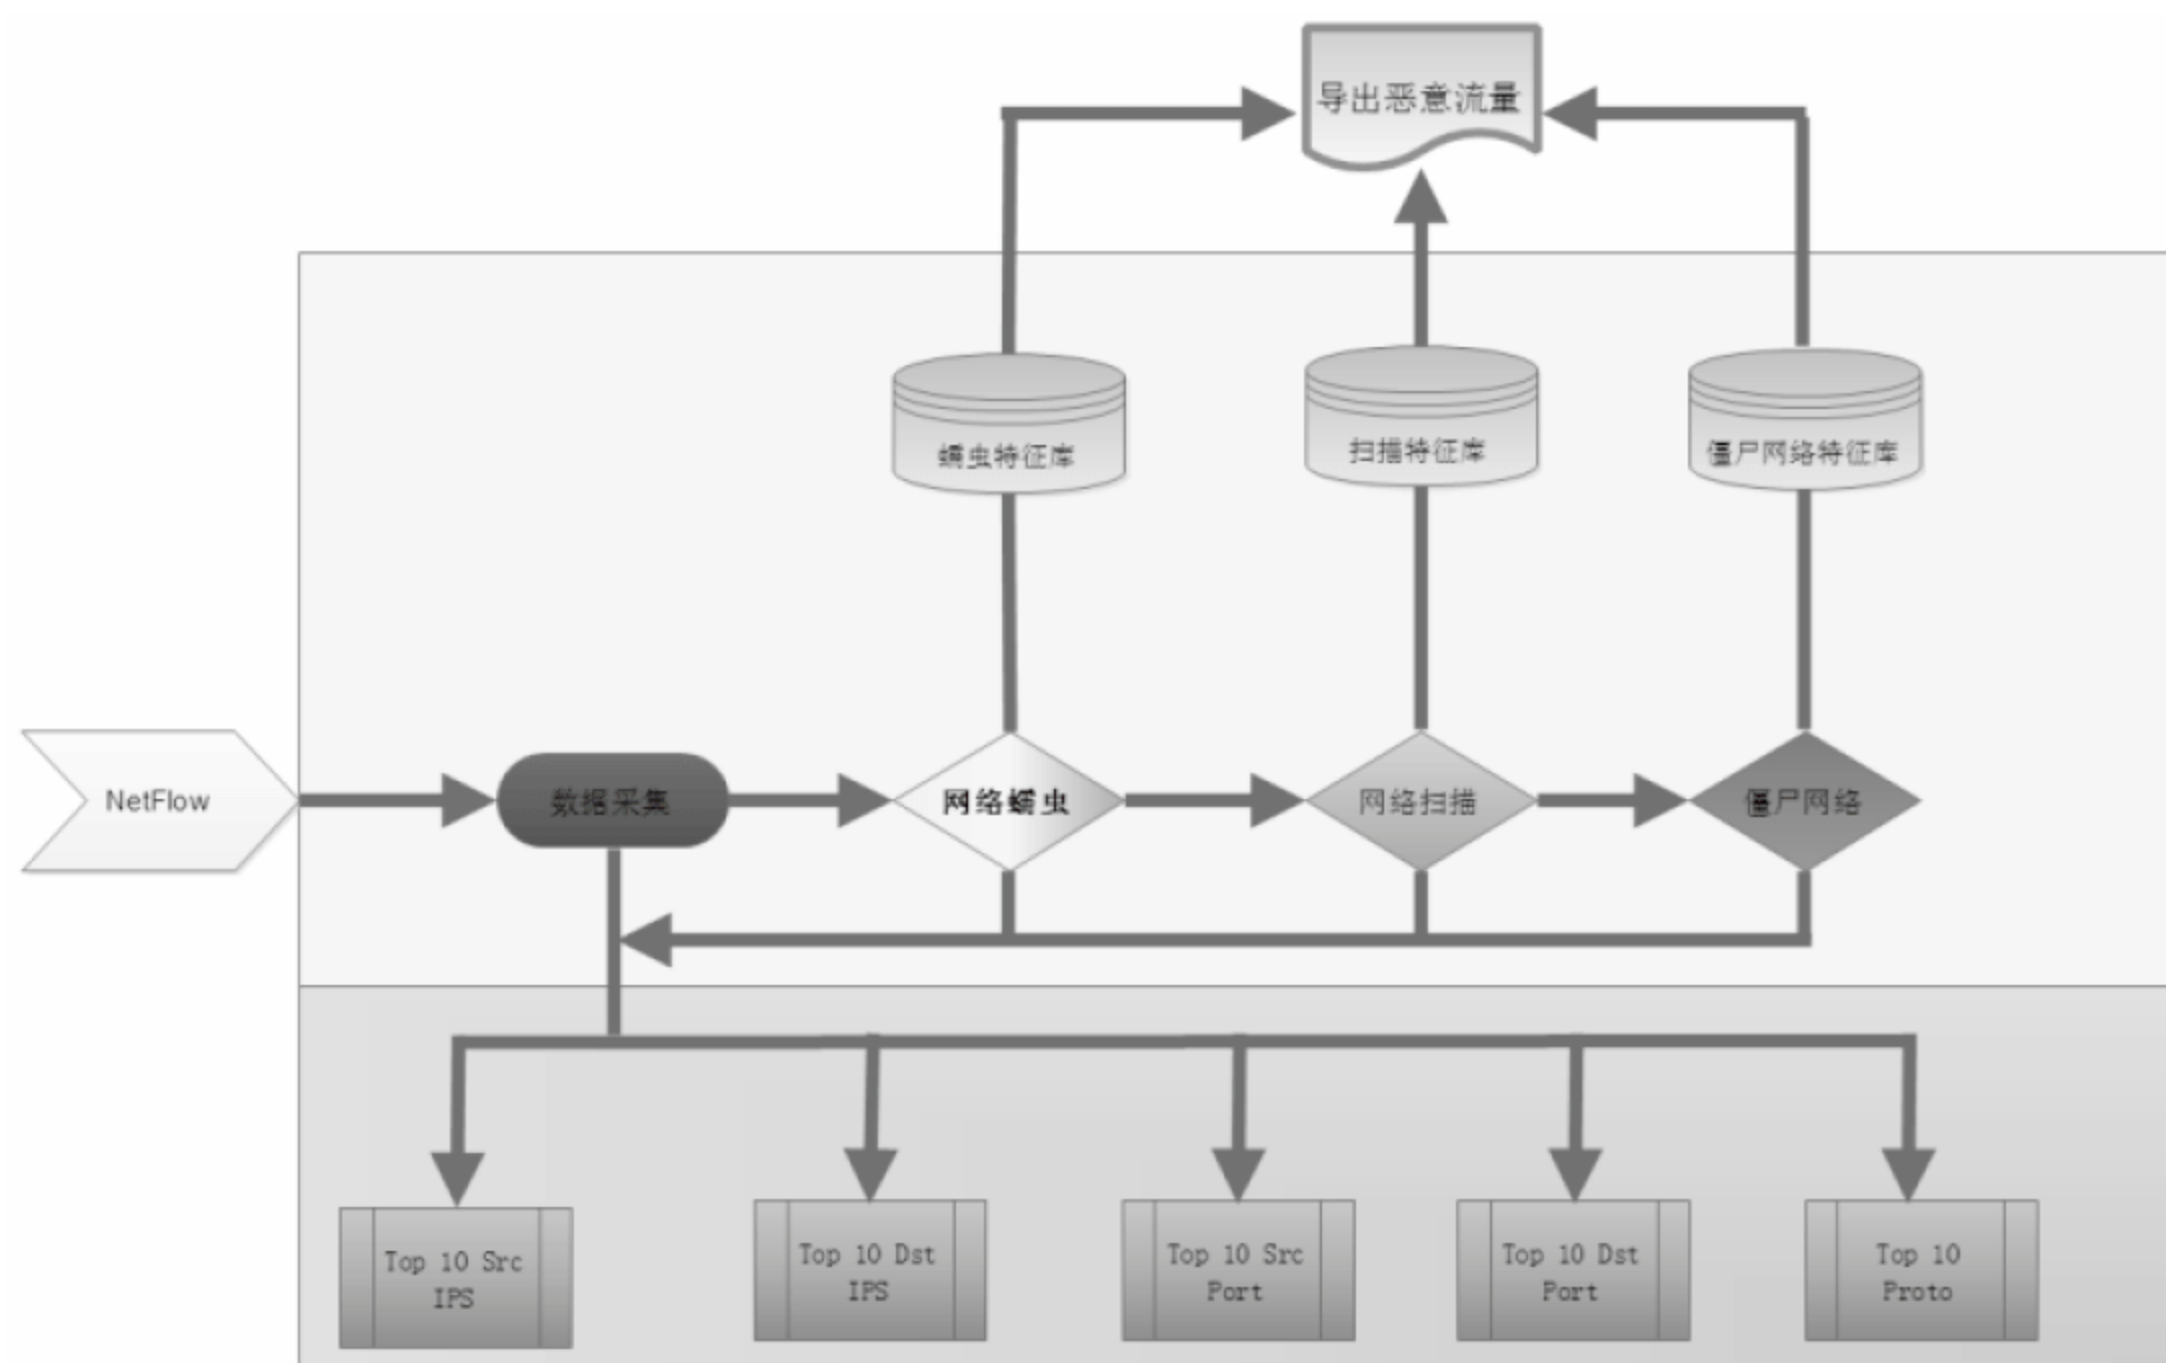 导出恶意流量
蠕虫特征库
扫描特征库
僵尸网络特征库
NetFlow
数据采集
网络蠕虫
网络扫描
僵尸网络
Top 10 Src
IPS
Top 10 Dst
IPS
Top 10 Src
Port
Top 10 Dst
Port
Top 10
Proto